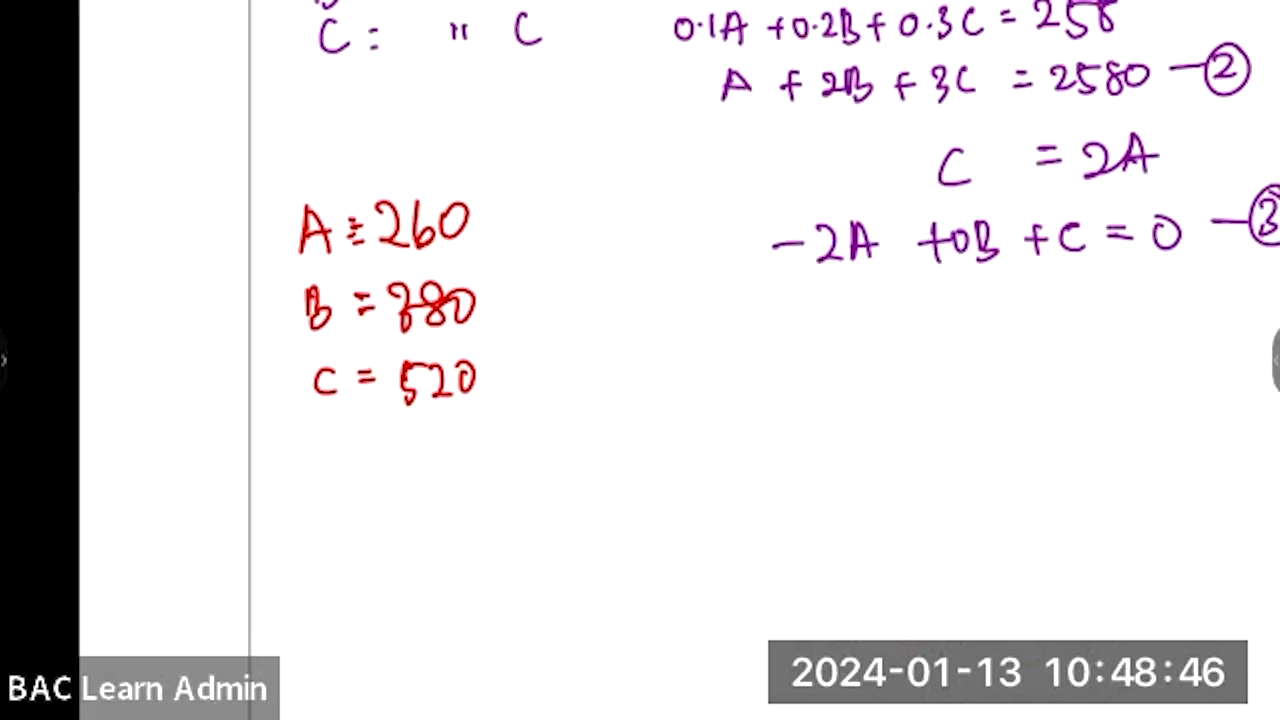 C : " C
0.1A + 0.2B + 0.3C = 258
A + 2B + 3C = 2580 — ②
C = 2A
-2A + 0B + C = 0 — ③
A = 260
B = 380
C = 520
BAC Learn Admin
2024-01-13 10:48:46